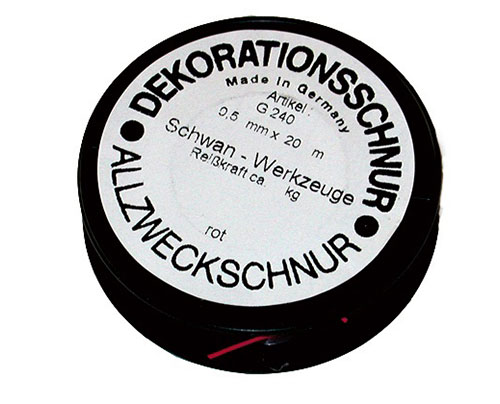 DEKORATIONSSCHNUR
Made in Germany
Artikel:
G 240
0,5 mm x 20 m
Schwan - Werkzeuge
Reißkraft ca. kg
rot
ALLZWECKSCHNUR